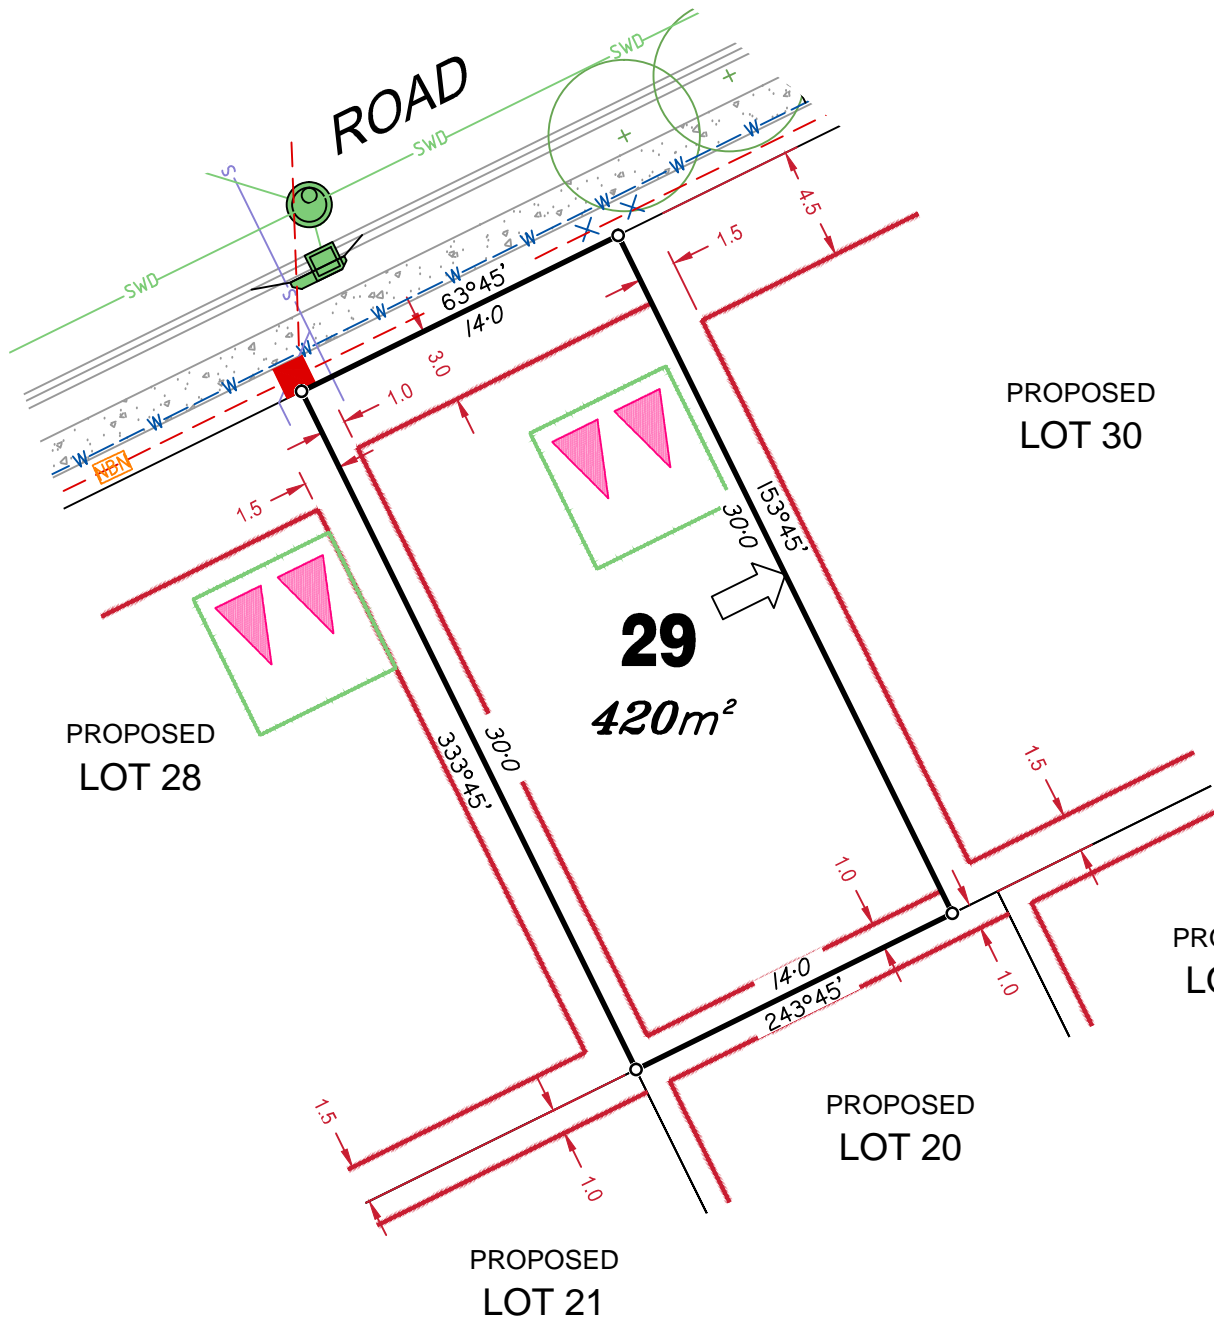 SWD
ROAD
SWD
S
W
W
4.5
SWD
W
1.5
W
S
63°45'
W
14·0
W
3.0
W
1.0
W
W
NBN
W
PROPOSED
LOT 30
1.5
30·0
153°45'
29
420m²
PROPOSED
LOT 28
30·0
333°45'
1.5
1.0
PRO
LO
14·0
243°45'
1.0
PROPOSED
LOT 20
1.5
1.0
PROPOSED
LOT 21